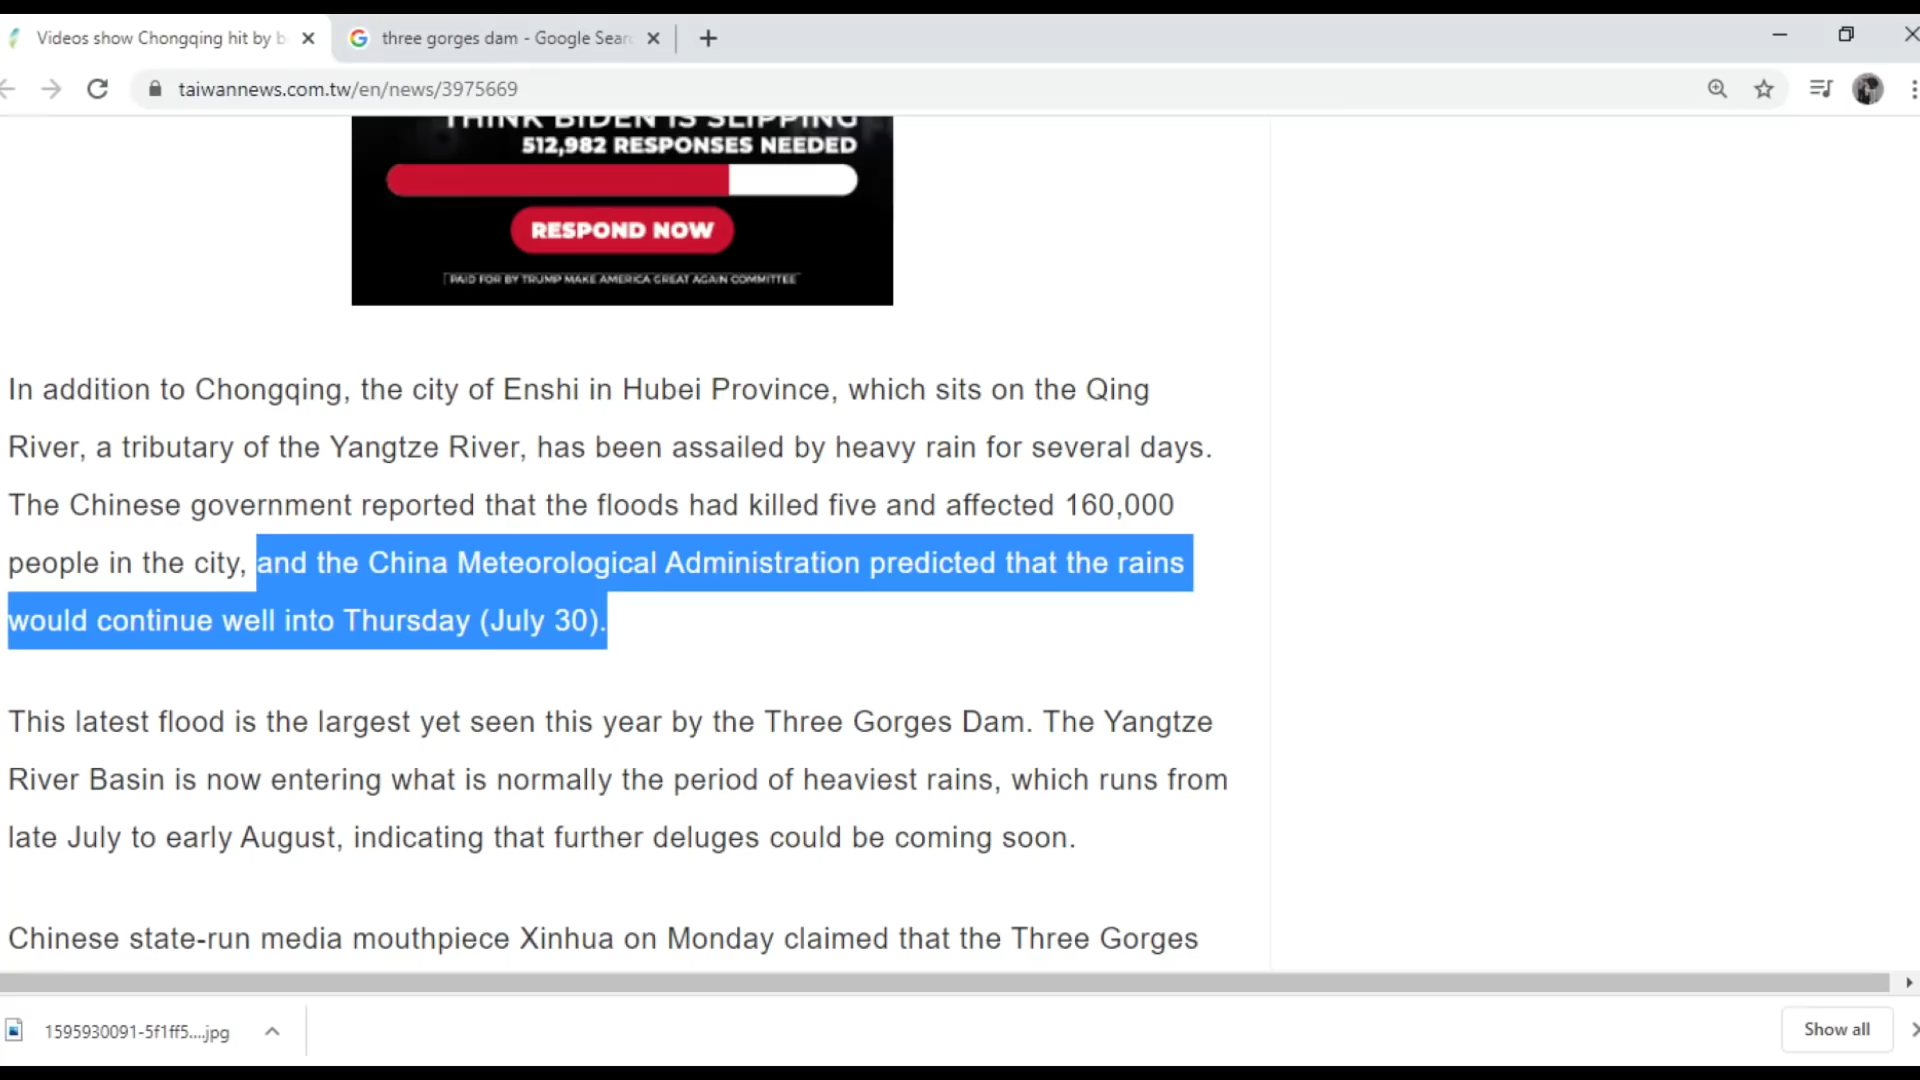 Videos show Chongqing hit by b
three gorges dam - Google Sear
taiwannews.com.tw/en/news/3975669
THINK BIDEN IS SLIPPING
512,982 RESPONSES NEEDED
RESPOND NOW
PAID FOR BY TRUMP MAKE AMERICA GREAT AGAIN COMMITTEE
In addition to Chongqing, the city of Enshi in Hubei Province, which sits on the Qing
River, a tributary of the Yangtze River, has been assailed by heavy rain for several days.
The Chinese government reported that the floods had killed five and affected 160,000
people in the city, and the China Meteorological Administration predicted that the rains
would continue well into Thursday (July 30).
This latest flood is the largest yet seen this year by the Three Gorges Dam. The Yangtze
River Basin is now entering what is normally the period of heaviest rains, which runs from
late July to early August, indicating that further deluges could be coming soon.
Chinese state-run media mouthpiece Xinhua on Monday claimed that the Three Gorges
1595930091-5f1ff5....jpg
Show all